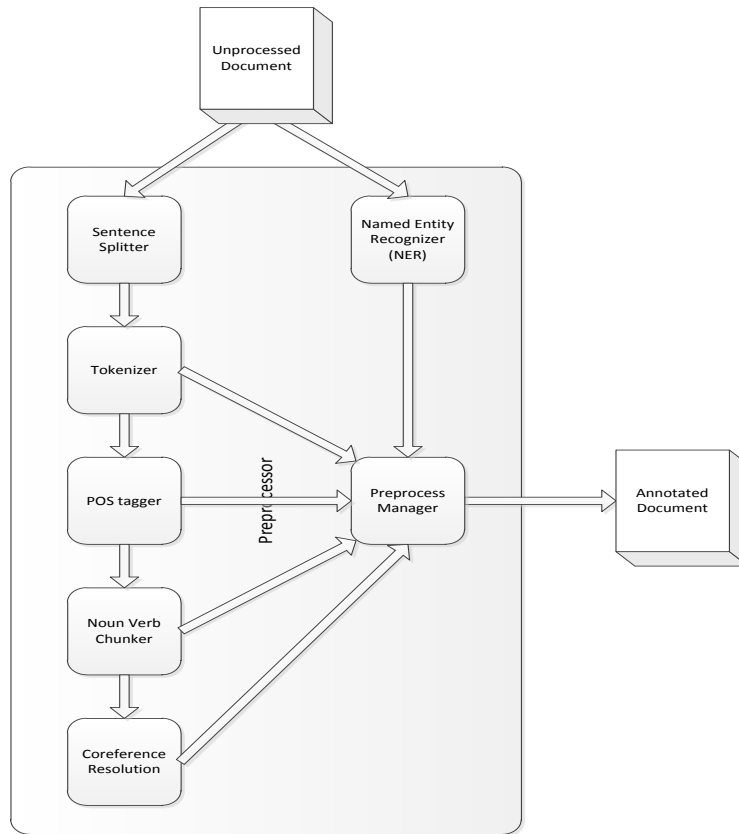 Unprocessed
Document
Sentence
Splitter
Named Entity
Recognizer
(NER)
Tokenizer
POS tagger
Preprocessor
Preprocess
Manager
Annotated
Document
Noun Verb
Chunker
Coreference
Resolution